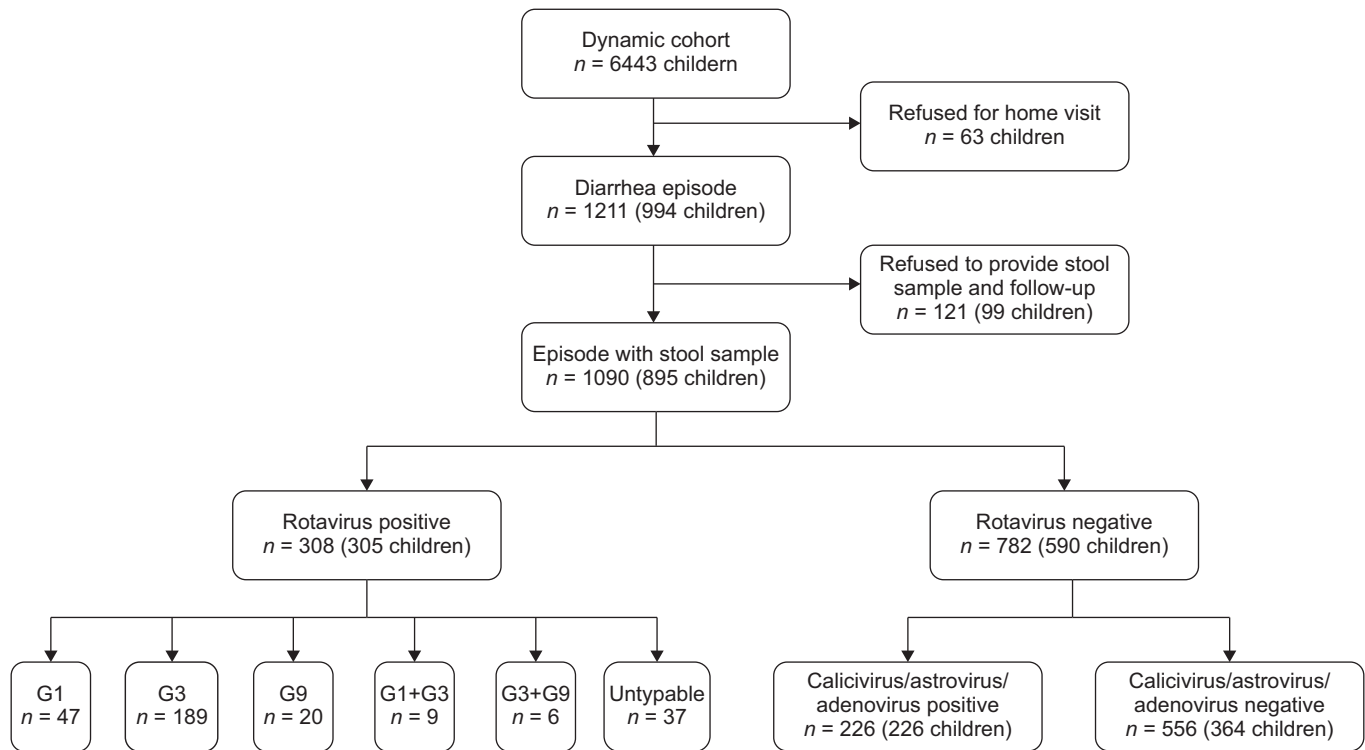 Dynamic cohort
n = 6443 childern
Refused for home visit
n = 63 children
Diarrhea episode
n = 1211 (994 children)
Refused to provide stool
sample and follow-up
n = 121 (99 children)
Episode with stool sample
n = 1090 (895 children)
Rotavirus positive
n = 308 (305 children)
Rotavirus negative
n = 782 (590 children)
G1
n = 47
G3
n = 189
G9
n = 20
G1+G3
n = 9
G3+G9
n = 6
Untypable
n = 37
Calicivirus/astrovirus/
adenovirus positive
n = 226 (226 children)
Calicivirus/astrovirus/
adenovirus negative
n = 556 (364 children)